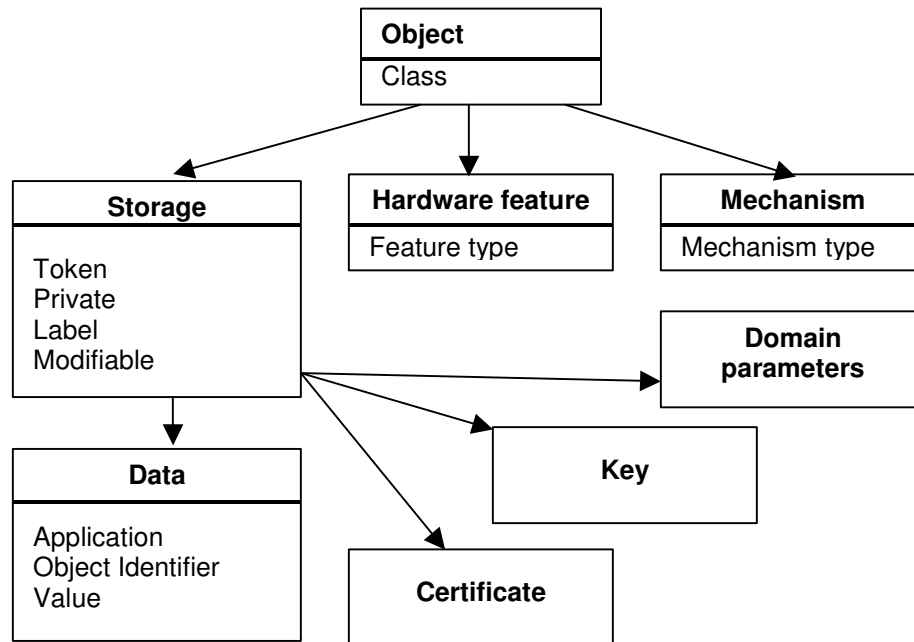 Object
Class
Storage
Token
Private
Label
Modifiable
Hardware feature
Feature type
Mechanism
Mechanism type
Domain
parameters
Key
Data
Application
Object Identifier
Value
Certificate